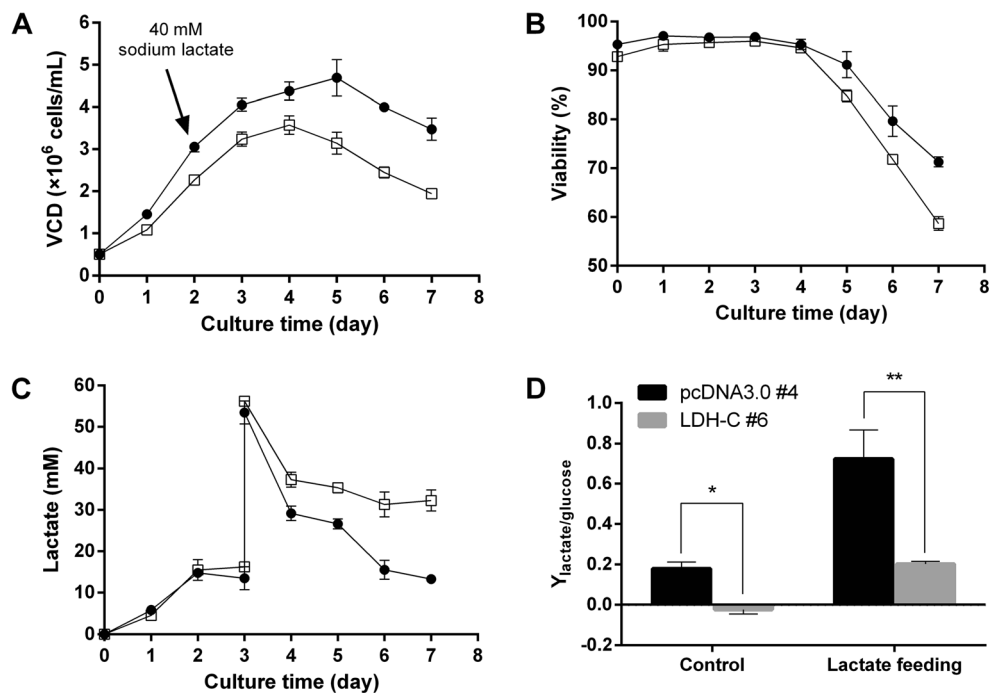 A
40 mM
sodium lactate
VCD (×10⁶ cells/mL)
6
5
4
3
2
1
0
0 1 2 3 4 5 6 7 8
Culture time (day)
B
Viability (%)
100
90
80
70
60
50
0 1 2 3 4 5 6 7 8
Culture time (day)
C
Lactate (mM)
60
50
40
30
20
10
0
0 1 2 3 4 5 6 7 8
Culture time (day)
D
pcDNA3.0 #4
LDH-C #6
Ylactate/glucose
1.0
0.8
0.6
0.4
0.2
0.0
-0.2
*
**
Control
Lactate feeding